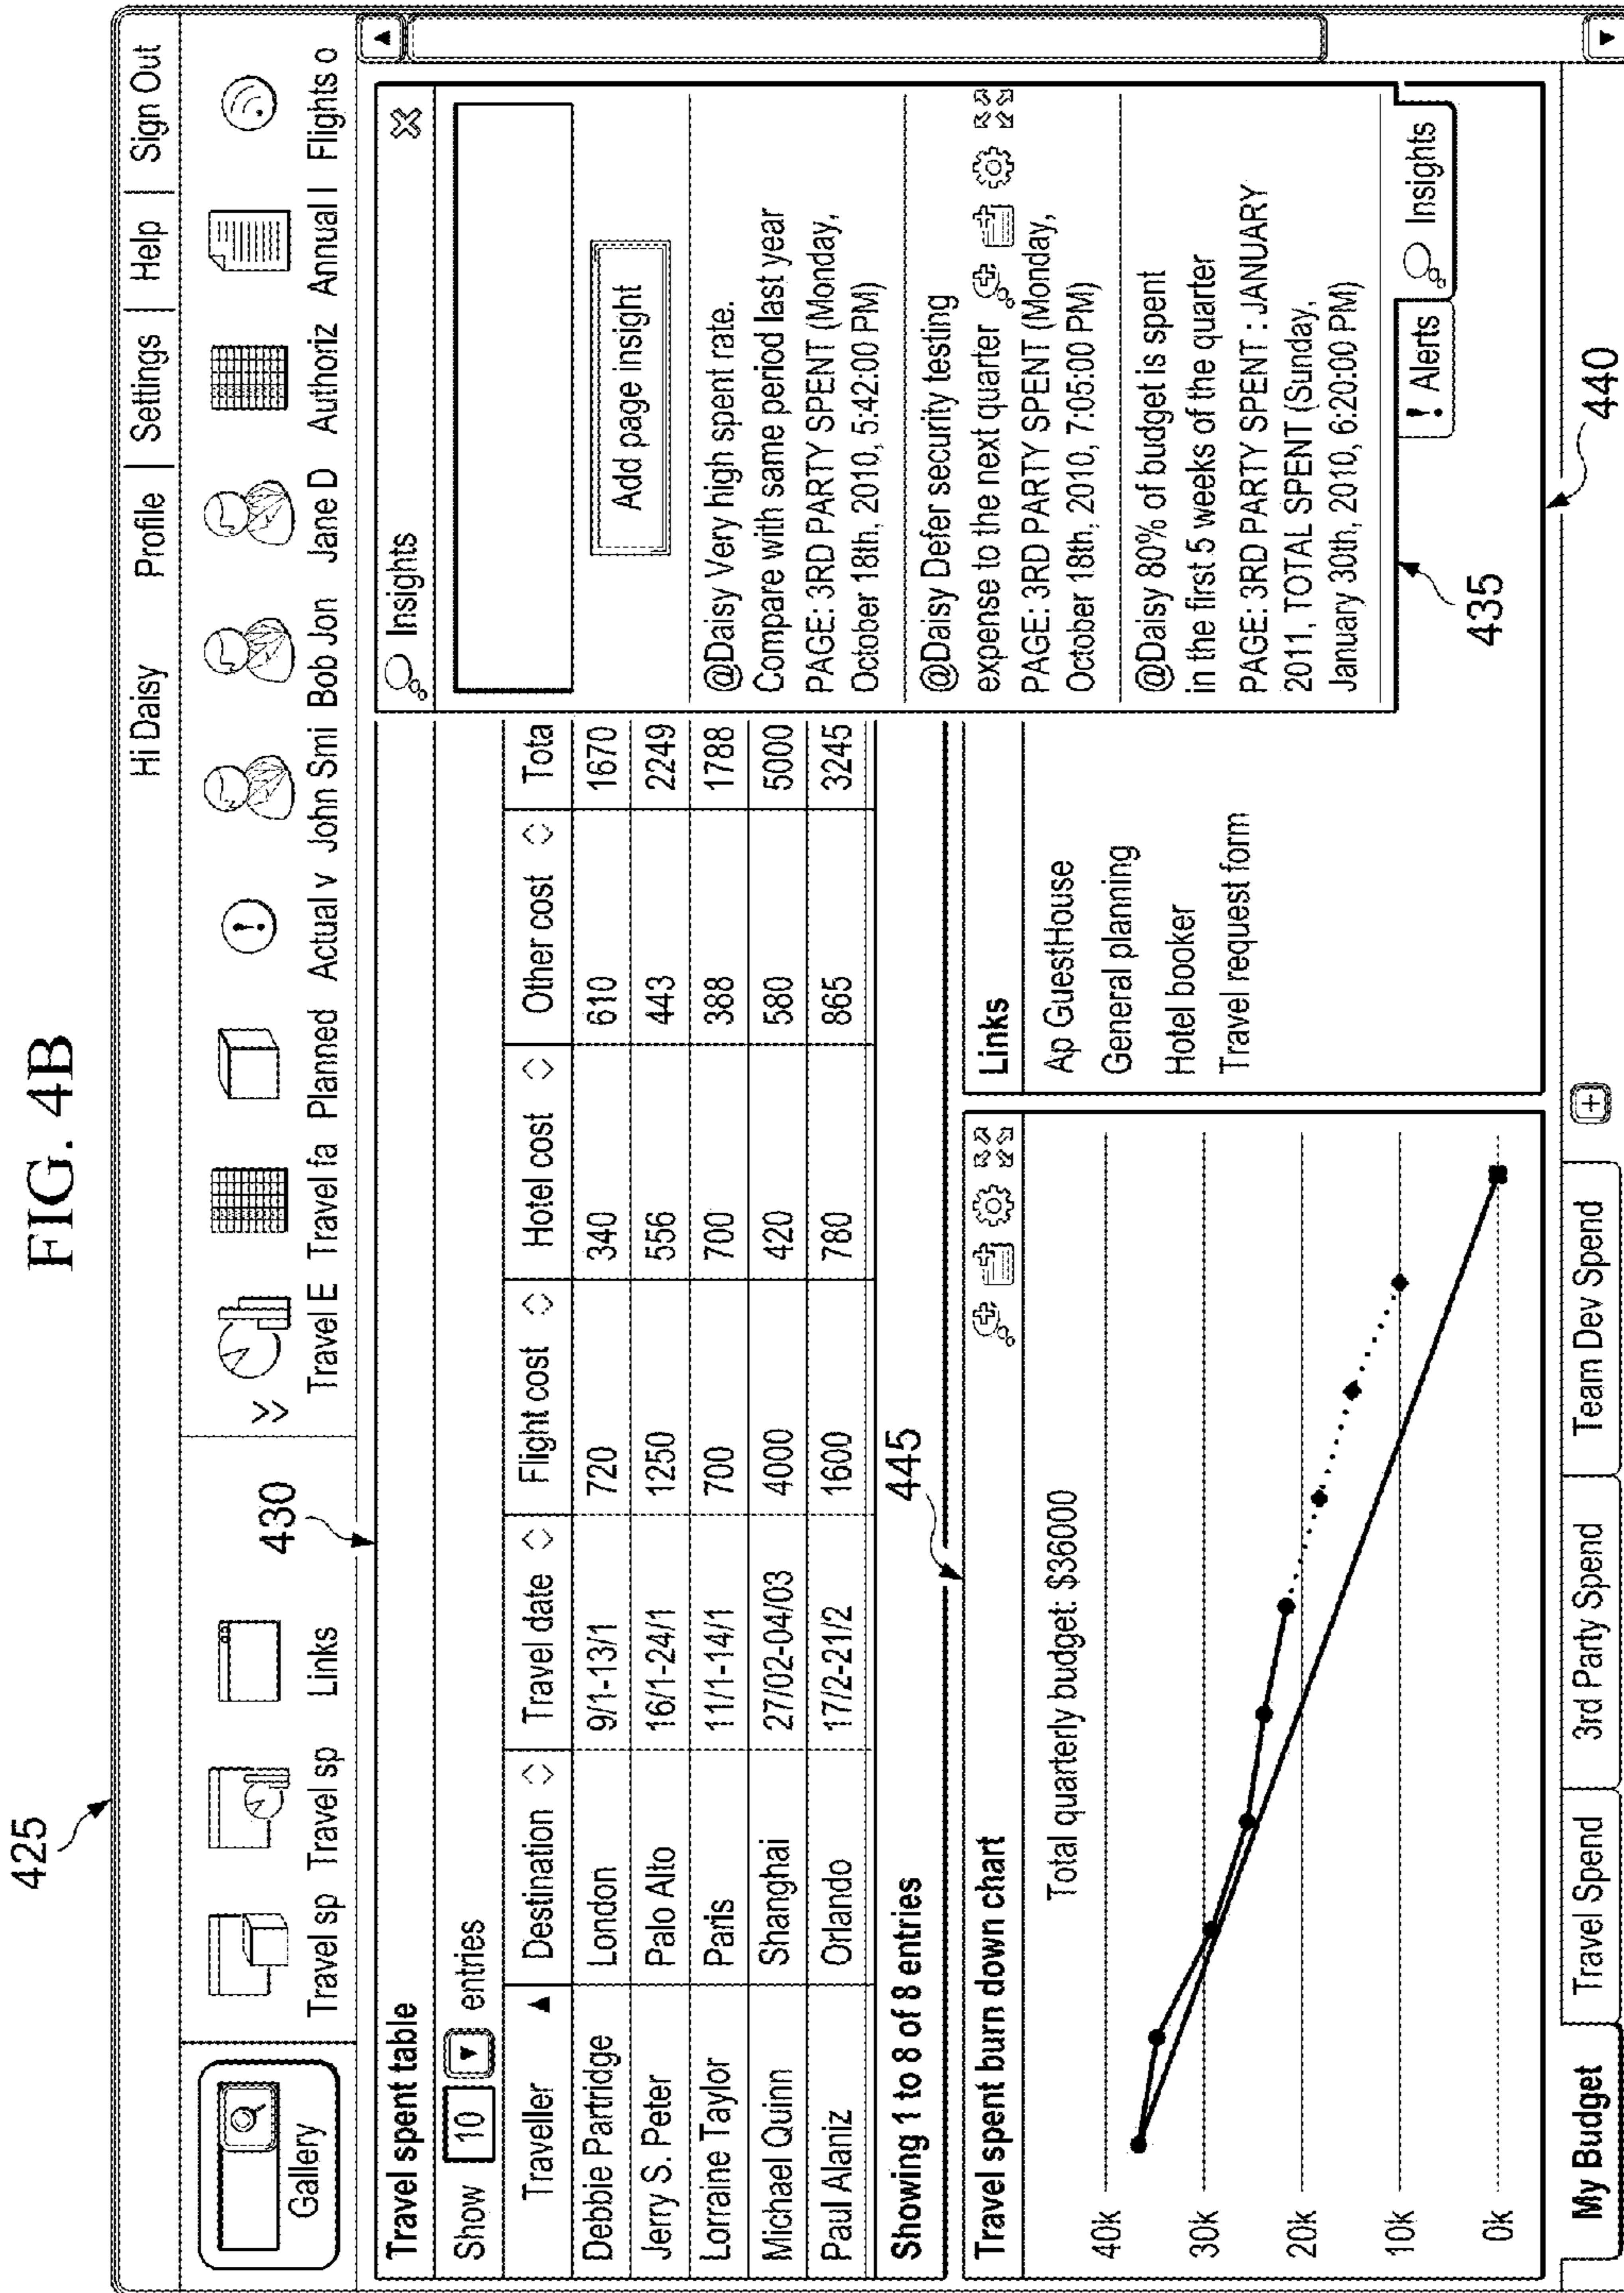 FIG. 4B
425
Hi Daisy Profile | Settings | Help | Sign Out
Gallery
Travel sp Travel sp Links
Travel E Travel fa Planned Actual v John Smi Bob Jon Jane D Authoriz Annual I Flights o
430
Travel spent table
Show 10 entries
Traveller Destination Travel date Flight cost Hotel cost Other cost Tota
Debbie Partridge London 9/1-13/1 720 340 610 1670
Jerry S. Peter Palo Alto 16/1-24/1 1250 556 443 2249
Lorraine Taylor Paris 11/1-14/1 700 700 388 1788
Michael Quinn Shanghai 27/02-04/03 4000 420 580 5000
Paul Alaniz Orlando 17/2-21/2 1600 780 865 3245
Showing 1 to 8 of 8 entries
445
Insights
Add page insight
@Daisy Very high spent rate.
Compare with same period last year
PAGE: 3RD PARTY SPENT (Monday,
October 18th, 2010, 5:42:00 PM)
@Daisy Defer security testing
expense to the next quarter
PAGE: 3RD PARTY SPENT (Monday,
October 18th, 2010, 7:05:00 PM)
@Daisy 80% of budget is spent
in the first 5 weeks of the quarter
PAGE: 3RD PARTY SPENT : JANUARY
2011, TOTAL SPENT (Sunday,
January 30th, 2010, 6:20:00 PM)
! Alerts
Insights
435
Travel spent burn down chart
Total quarterly budget: $36000
40k
30k
20k
10k
0k
Links
Ap GuestHouse
General planning
Hotel booker
Travel request form
440
My Budget Travel Spend 3rd Party Spend Team Dev Spend